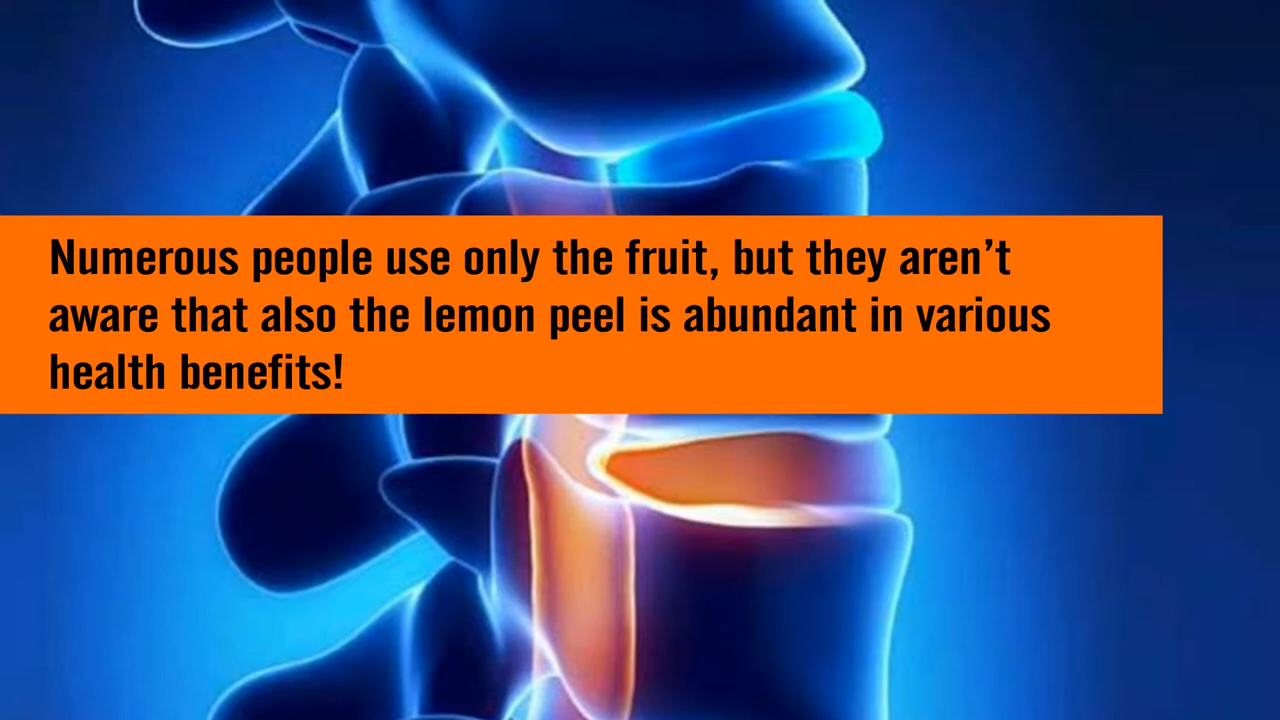 Numerous people use only the fruit, but they aren’t
aware that also the lemon peel is abundant in various
health benefits!